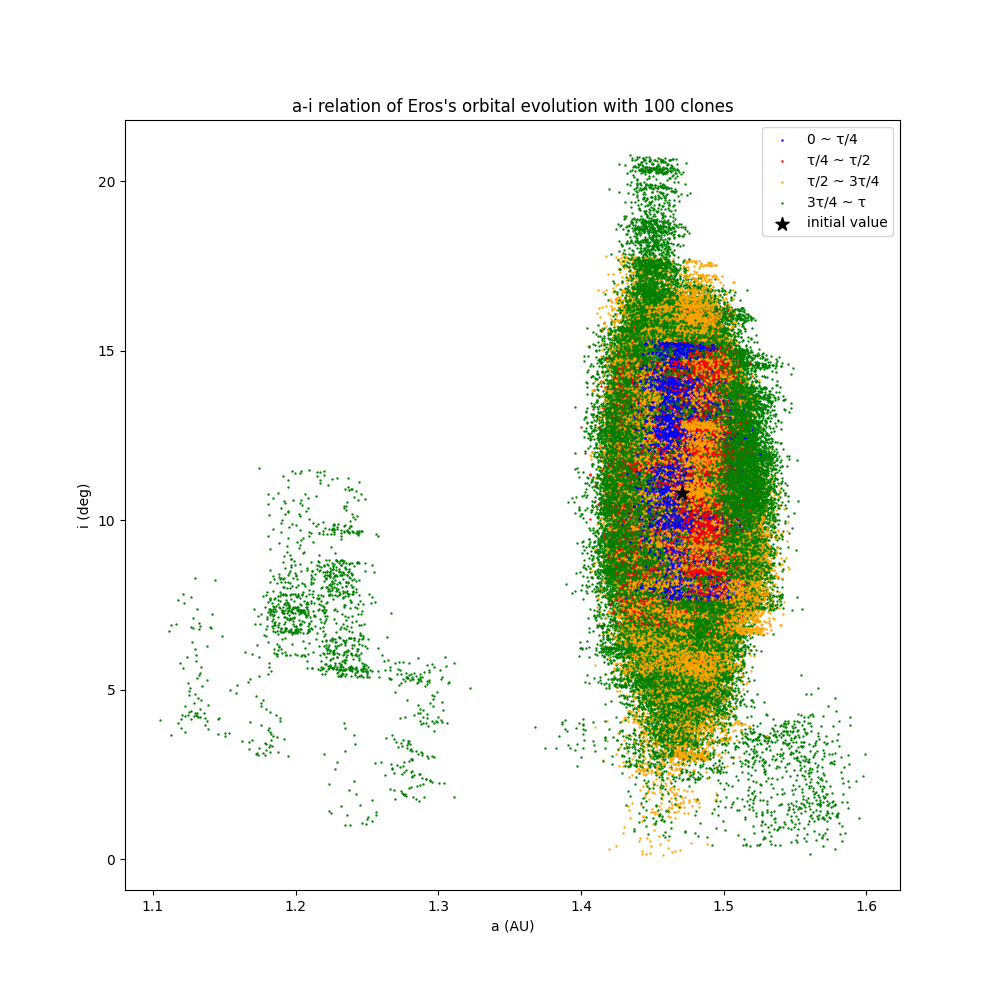 a-i relation of Eros's orbital evolution with 100 clones
0 ~ τ/4
τ/4 ~ τ/2
τ/2 ~ 3τ/4
3τ/4 ~ τ
initial value
20
15
10
5
0
i (deg)
1.1 1.2 1.3 1.4 1.5 1.6
a (AU)